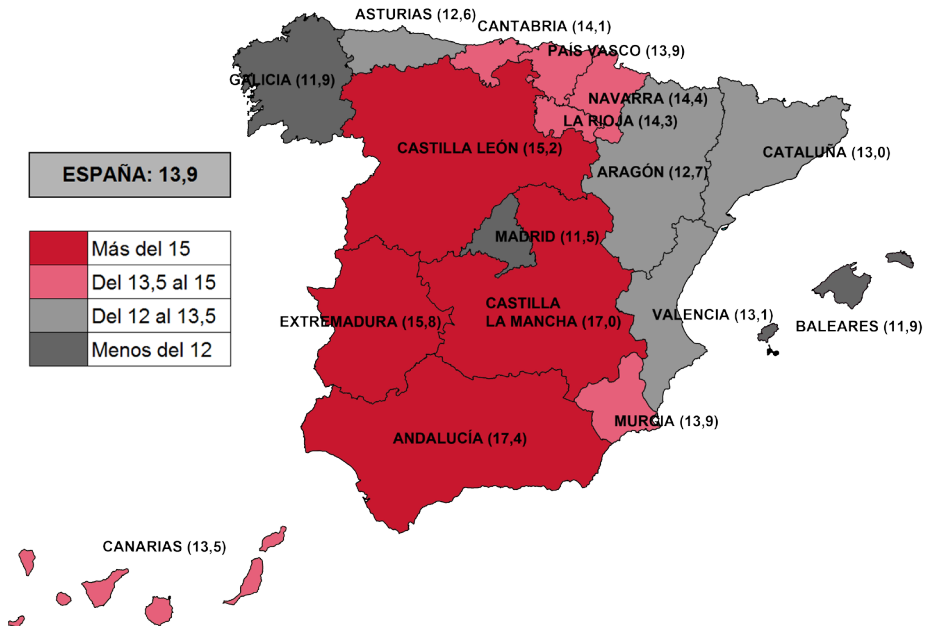 ASTURIAS (12,6)
CANTABRIA (14,1)
PAÍS VASCO (13,9)
GALICIA (11,9)
NAVARRA (14,4)
LA RIOJA (14,3)
CASTILLA LEÓN (15,2)
CATALUÑA (13,0)
ARAGÓN (12,7)
ESPAÑA: 13,9
MADRID (11,5)
Más del 15
Del 13,5 al 15
Del 12 al 13,5
Menos del 12
CASTILLA
LA MANCHA (17,0)
EXTREMADURA (15,8)
VALENCIA (13,1)
BALEARES (11,9)
MURCIA (13,9)
ANDALUCÍA (17,4)
CANARIAS (13,5)